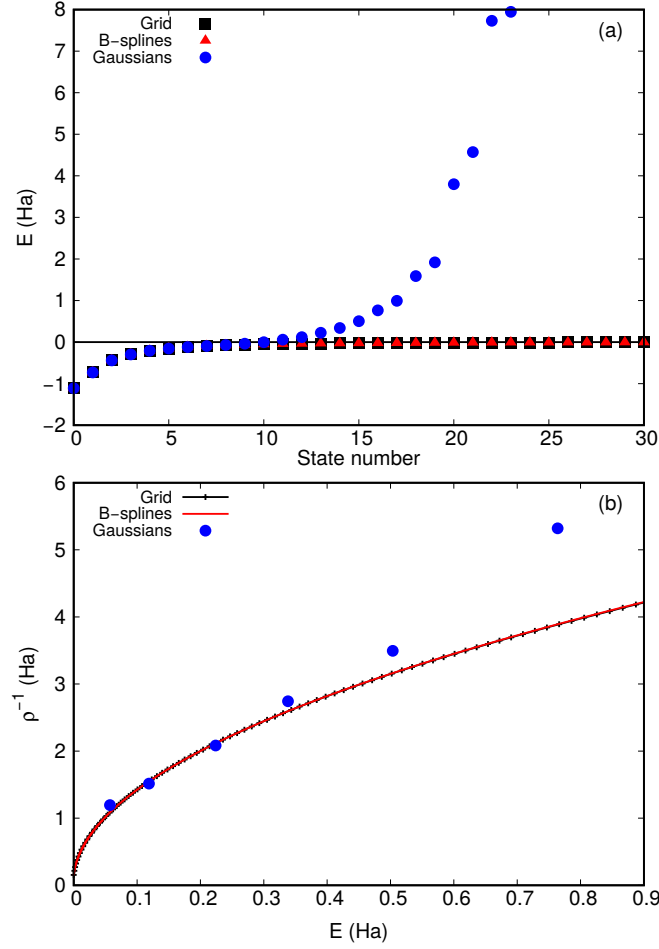 8
7
6
5
4
3
2
1
0
−1
−2
E (Ha)
Grid
B-splines
Gaussians
(a)
0 5 10 15 20 25 30
State number
6
5
4
3
2
1
0
ρ⁻¹ (Ha)
Grid
B-splines
Gaussians
(b)
0 0.1 0.2 0.3 0.4 0.5 0.6 0.7 0.8 0.9
E (Ha)